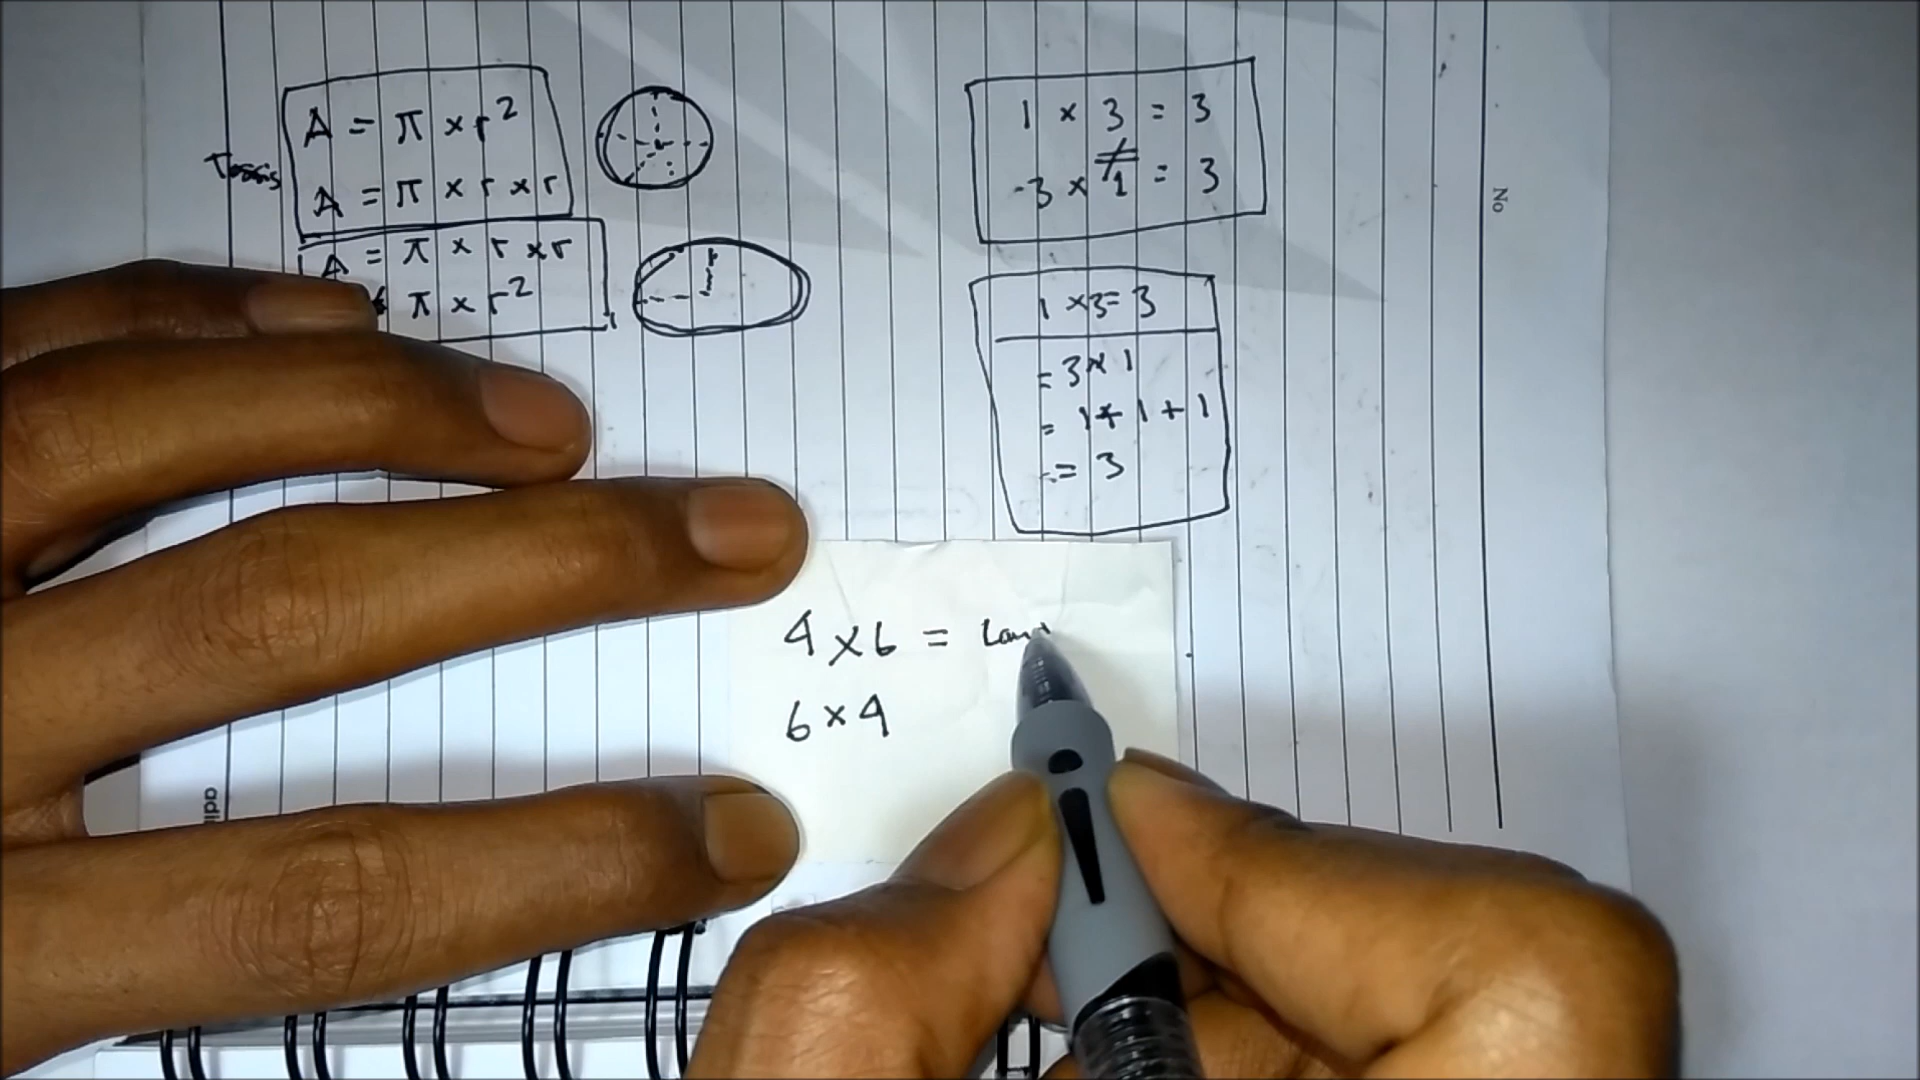 A = π × r²
A = π × r × r
A = π × r × r
π × r²
1 × 3 = 3
3 × 1 = 3
1 × 3 = 3
= 3 × 1
= 1 + 1 + 1
= 3
4 × 6 =
6 × 4
No